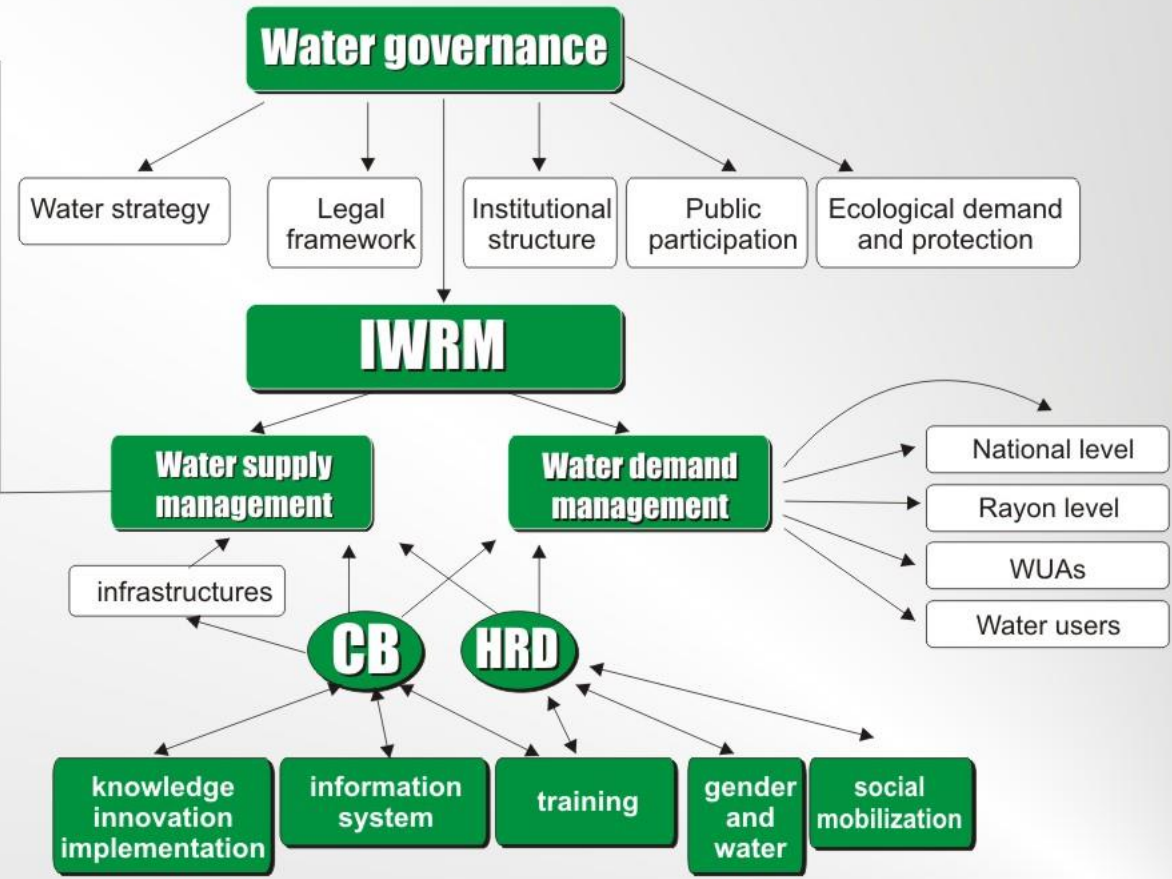 Water governance
Water strategy
Legal
framework
Institutional
structure
Public
participation
Ecological demand
and protection
IWRM
Water supply
management
Water demand
management
National level
Rayon level
WUAs
Water users
infrastructures
CB
HRD
knowledge
innovation
implementation
information
system
training
gender
and
water
social
mobilization